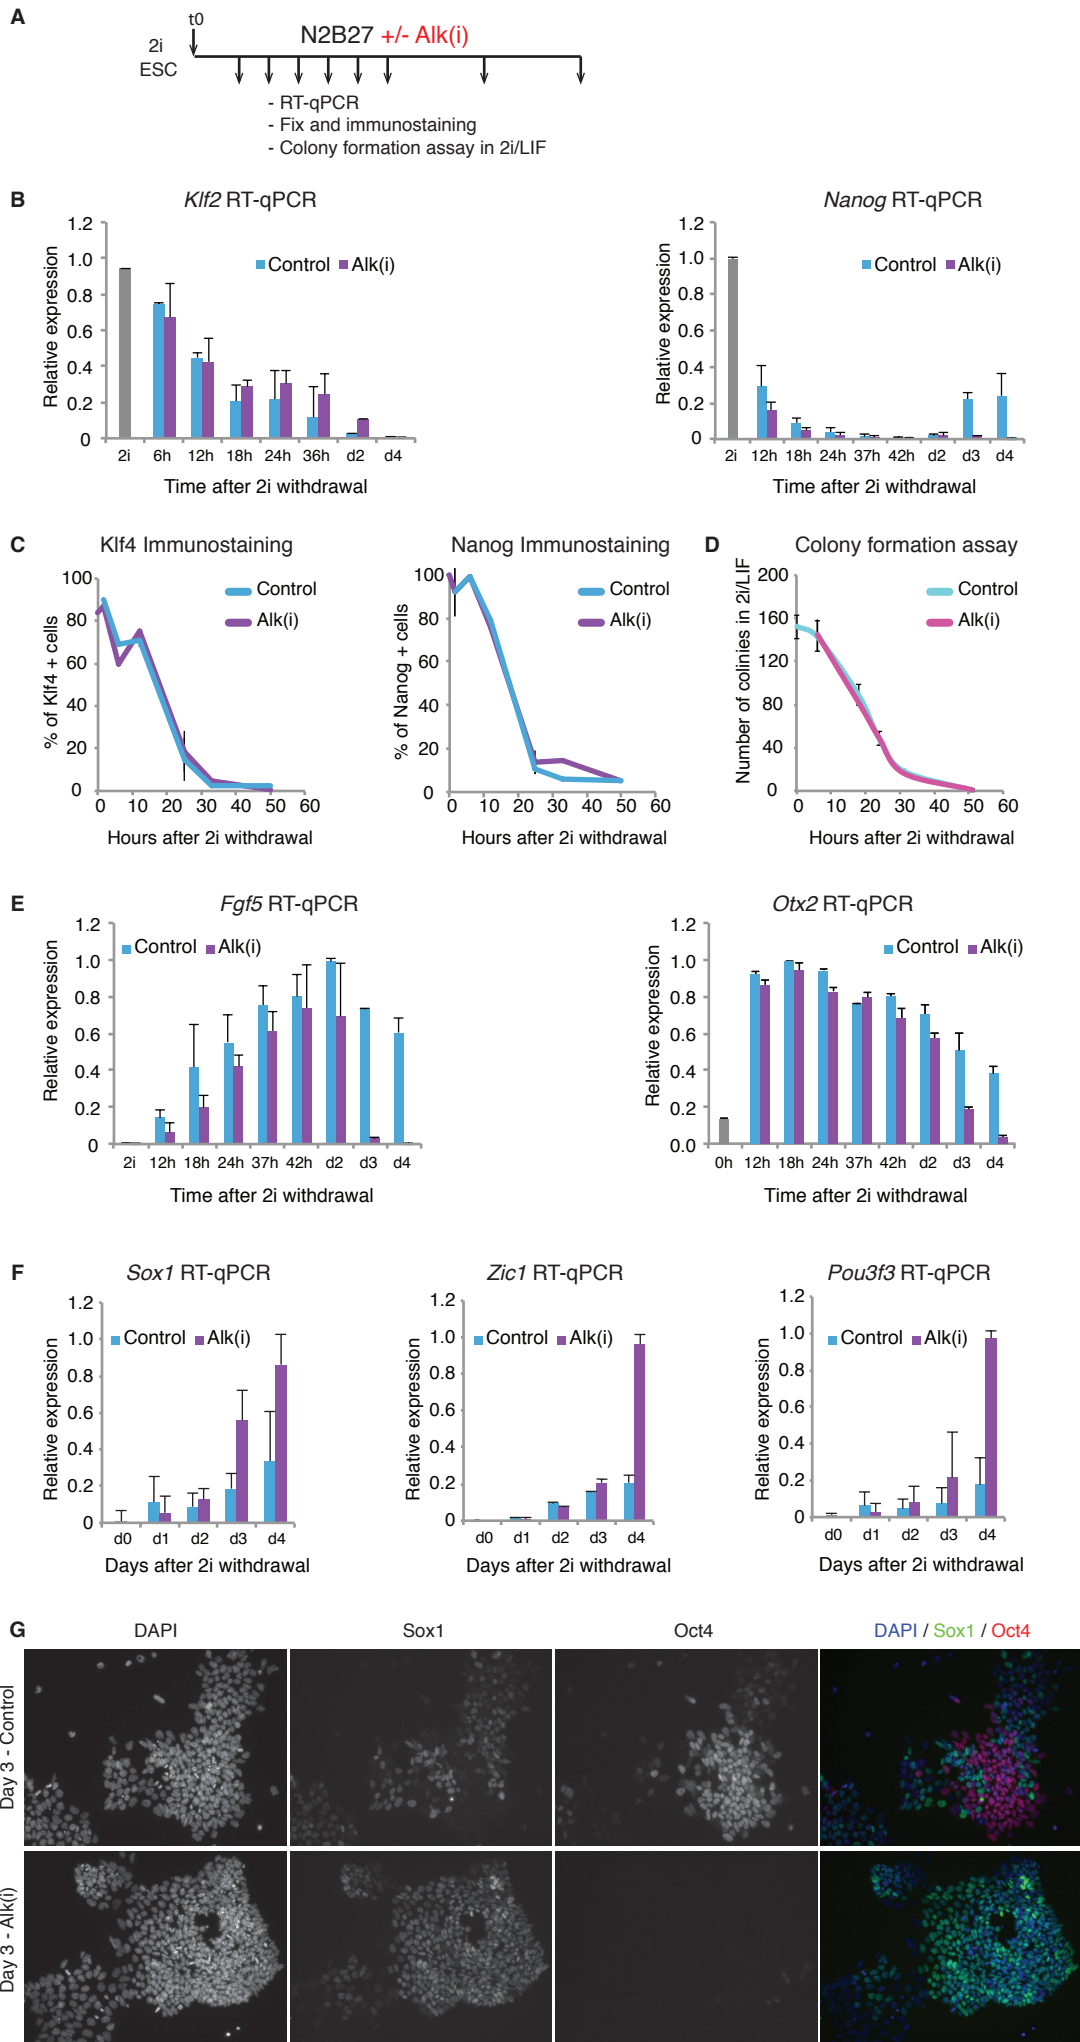 A
t0
N2B27 +/- Alk(i)
2i
ESC
- RT-qPCR
- Fix and immunostaining
- Colony formation assay in 2i/LIF
B
Klf2 RT-qPCR
1.2
1.0
0.8
0.6
0.4
0.2
0
Relative expression
Control Alk(i)
2i 6h 12h 18h 24h 36h d2 d4
Time after 2i withdrawal
Nanog RT-qPCR
1.2
1.0
0.8
0.6
0.4
0.2
0
Relative expression
Control Alk(i)
2i 12h 18h 24h 37h 42h d2 d3 d4
Time after 2i withdrawal
C
Klf4 Immunostaining
100
80
60
40
20
0
% of Klf4 + cells
Control
Alk(i)
0 10 20 30 40 50 60
Hours after 2i withdrawal
Nanog Immunostaining
100
80
60
40
20
0
% of Nanog + cells
Control
Alk(i)
0 10 20 30 40 50 60
Hours after 2i withdrawal
D
Colony formation assay
200
160
120
80
40
0
Number of colinies in 2i/LIF
Control
Alk(i)
0 10 20 30 40 50 60
Hours after 2i withdrawal
E
Fgf5 RT-qPCR
1.2
1.0
0.8
0.6
0.4
0.2
0
Relative expression
Control Alk(i)
2i 12h 18h 24h 37h 42h d2 d3 d4
Time after 2i withdrawal
Otx2 RT-qPCR
1.2
1.0
0.8
0.6
0.4
0.2
0.0
Relative expression
Control Alk(i)
0h 12h 18h 24h 37h 42h d2 d3 d4
Time after 2i withdrawal
F
Sox1 RT-qPCR
1.2
1.0
0.8
0.6
0.4
0.2
0
Relative expression
Control Alk(i)
d0 d1 d2 d3 d4
Days after 2i withdrawal
Zic1 RT-qPCR
1.2
1.0
0.8
0.6
0.4
0.2
0
Relative expression
Control Alk(i)
d0 d1 d2 d3 d4
Days after 2i withdrawal
Pou3f3 RT-qPCR
1.2
1.0
0.8
0.6
0.4
0.2
0
Relative expression
Control Alk(i)
d0 d1 d2 d3 d4
Days after 2i withdrawal
G
DAPI Sox1 Oct4 DAPI / Sox1 / Oct4
Day 3 - Control
Day 3 - Alk(i)